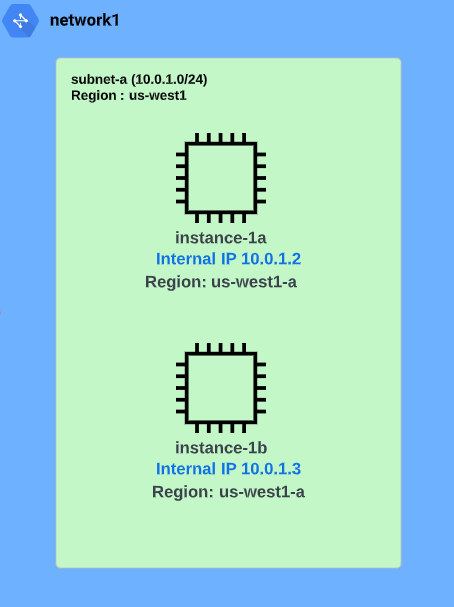 network1
subnet-a (10.0.1.0/24)
Region : us-west1
instance-1a
Internal IP 10.0.1.2
Region: us-west1-a
instance-1b
Internal IP 10.0.1.3
Region: us-west1-a